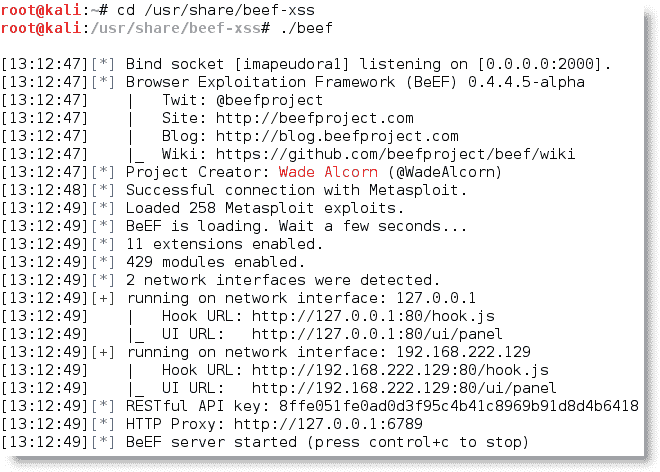 root@kali:~# cd /usr/share/beef-xss
root@kali:/usr/share/beef-xss# ./beef
[13:12:47][*] Bind socket [imapeudora1] listening on [0.0.0.0:2000].
[13:12:47][*] Browser Exploitation Framework (BeEF) 0.4.4.5-alpha
[13:12:47]    |   Twit: @beefproject
[13:12:47]    |   Site: http://beefproject.com
[13:12:47]    |   Blog: http://blog.beefproject.com
[13:12:47]    |_  Wiki: https://github.com/beefproject/beef/wiki
[13:12:47][*] Project Creator: Wade Alcorn (@WadeAlcorn)
[13:12:48][*] Successful connection with Metasploit.
[13:12:49][*] Loaded 258 Metasploit exploits.
[13:12:49][*] BeEF is loading. Wait a few seconds...
[13:12:49][*] 11 extensions enabled.
[13:12:49][*] 429 modules enabled.
[13:12:49][*] 2 network interfaces were detected.
[13:12:49][+] running on network interface: 127.0.0.1
[13:12:49]    |   Hook URL: http://127.0.0.1:80/hook.js
[13:12:49]    |_  UI URL:   http://127.0.0.1:80/ui/panel
[13:12:49][+] running on network interface: 192.168.222.129
[13:12:49]    |   Hook URL: http://192.168.222.129:80/hook.js
[13:12:49]    |_  UI URL:   http://192.168.222.129:80/ui/panel
[13:12:49][*] RESTful API key: 8ffe051fe0ad0d3f95c4b41c8969b91d8d4b6418
[13:12:49][*] HTTP Proxy: http://127.0.0.1:6789
[13:12:49][*] BeEF server started (press control+c to stop)